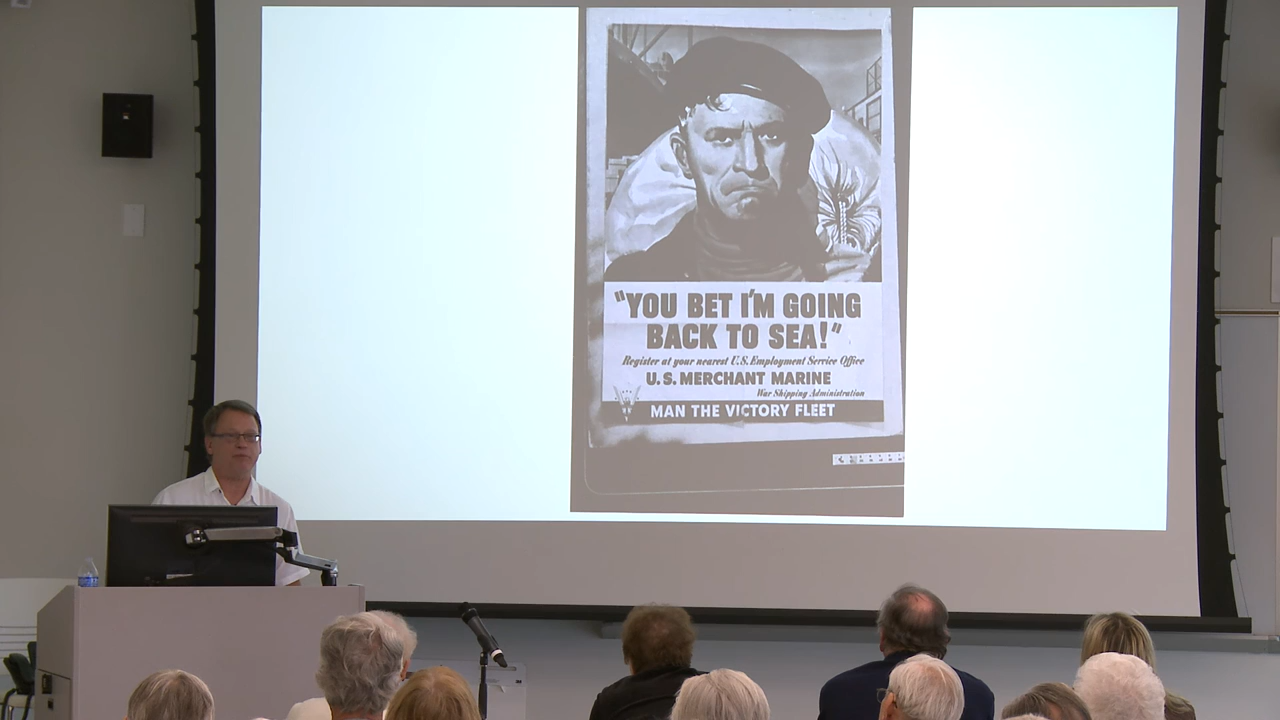 "YOU BET I'M GOING
BACK TO SEA!"
Register at your nearest U.S. Employment Service Office
U.S. MERCHANT MARINE
War Shipping Administration
MAN THE VICTORY FLEET